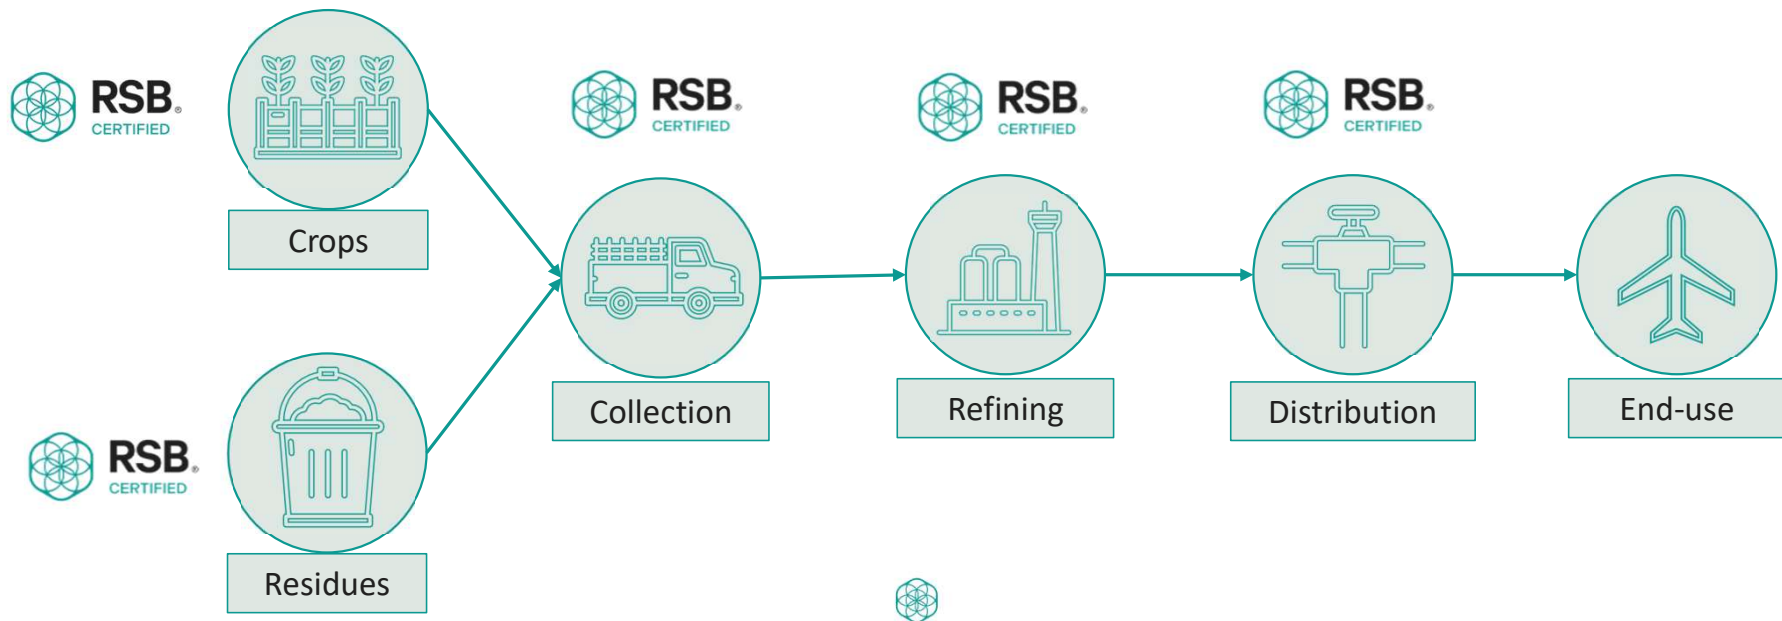 RSB®
CERTIFIED
Crops
RSB®
CERTIFIED
Residues
RSB®
CERTIFIED
Collection
RSB®
CERTIFIED
Refining
RSB®
CERTIFIED
Distribution
End-use